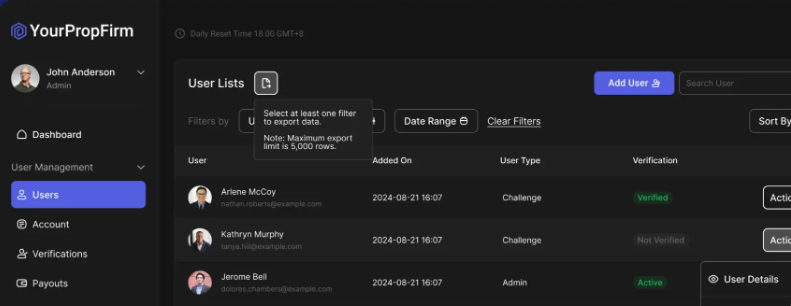 YourPropFirm
Daily Reset Time 18.00 GMT+8
John Anderson
Admin
User Lists
Add User
Search User
Select at least one filter
to export data.
Note: Maximum export
limit is 5,000 rows.
Filters by
U
Date Range
Clear Filters
Sort By
Dashboard
User Management
Users
Account
Verifications
Payouts
User
Added On
User Type
Verification
Arlene McCoy
nathan.roberts@example.com
2024-08-21 16:07
Challenge
Verified
Actio
Kathryn Murphy
tanya.hill@example.com
2024-08-21 16:07
Challenge
Not Verified
Actio
Jerome Bell
dolores.chambers@example.com
2024-08-21 16:07
Admin
Active
User Details